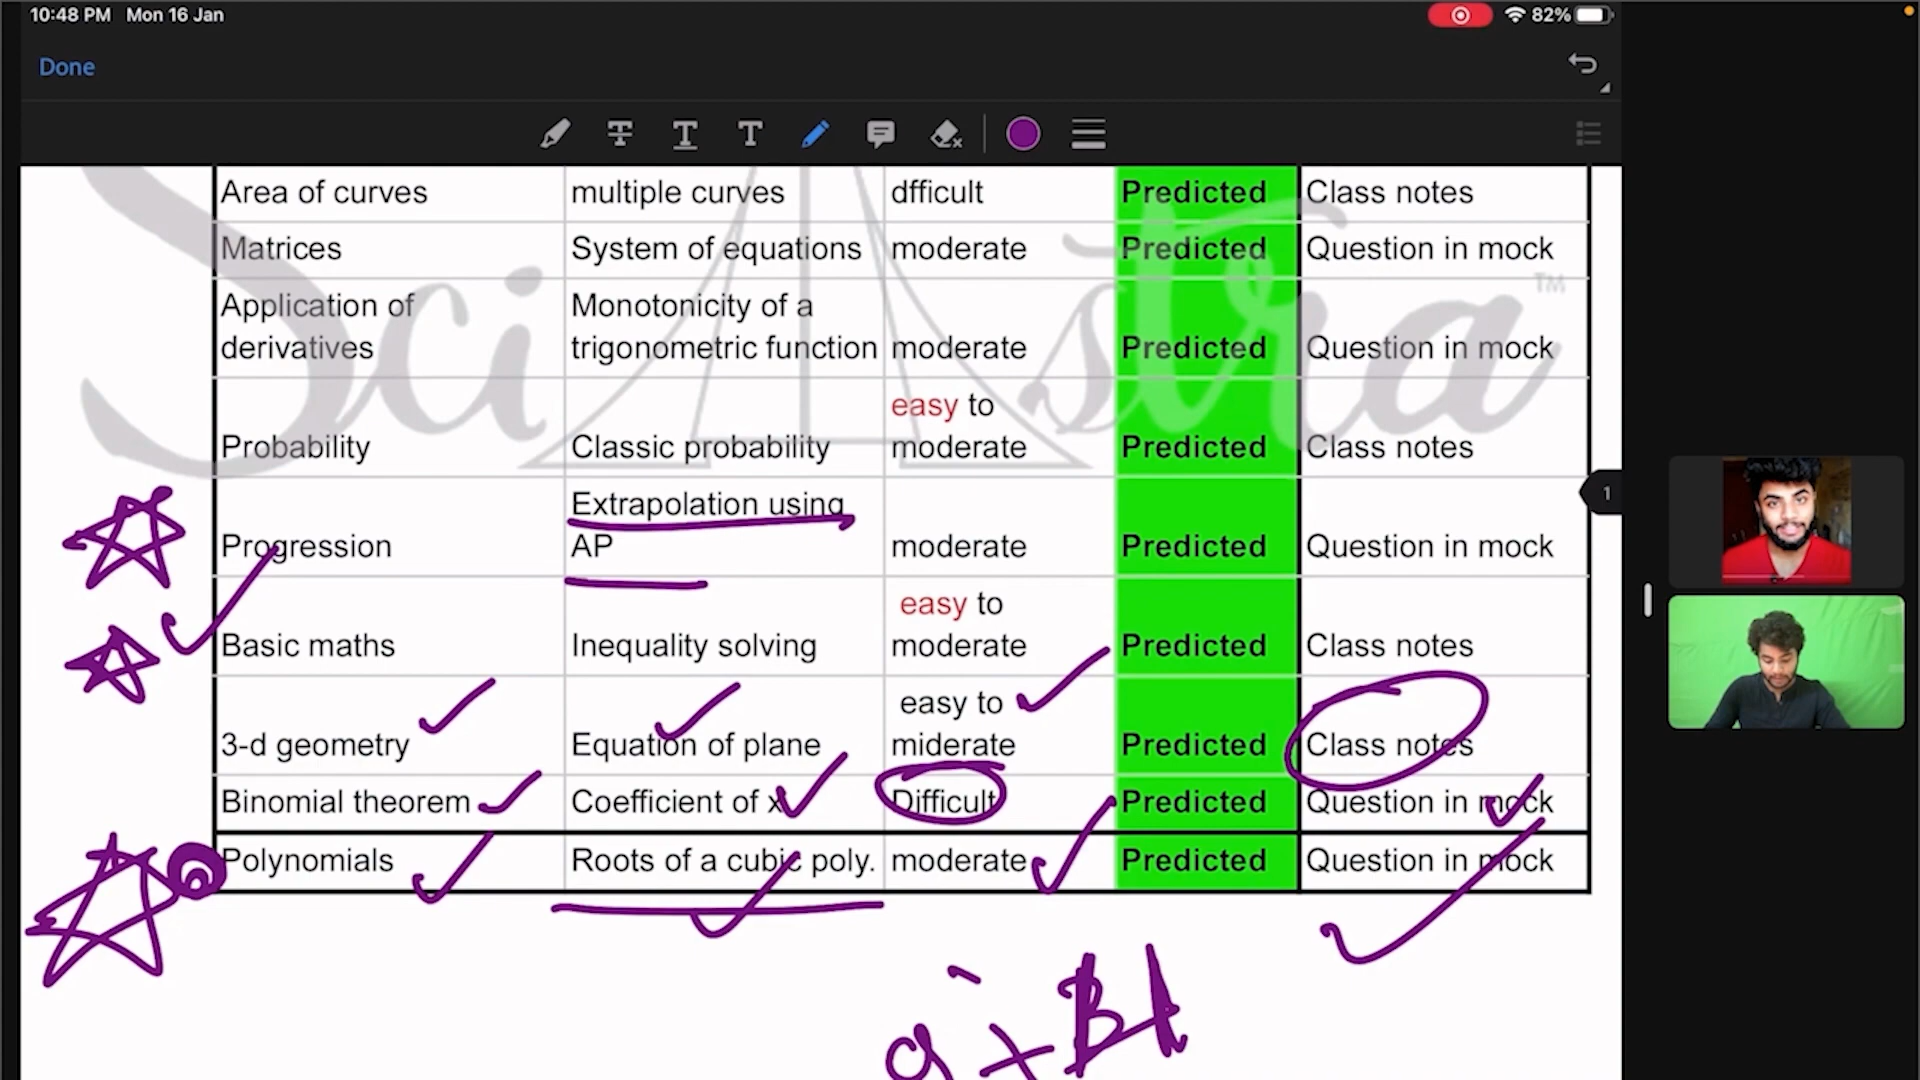 10:48 PM Mon 16 Jan
82%
Done
T T T
Area of curves multiple curves dfficult Predicted Class notes
Matrices System of equations moderate Predicted Question in mock
Application of Monotonicity of a
derivatives trigonometric function moderate Predicted Question in mock
easy to
Probability Classic probability moderate Predicted Class notes
Extrapolation using
Progression AP moderate Predicted Question in mock
easy to
Basic maths Inequality solving moderate Predicted Class notes
easy to
3-d geometry Equation of plane miderate Predicted Class notes
Binomial theorem Coefficient of x Difficult Predicted Question in mock
Polynomials Roots of a cubic poly. moderate Predicted Question in mock
SciAstra TM
1